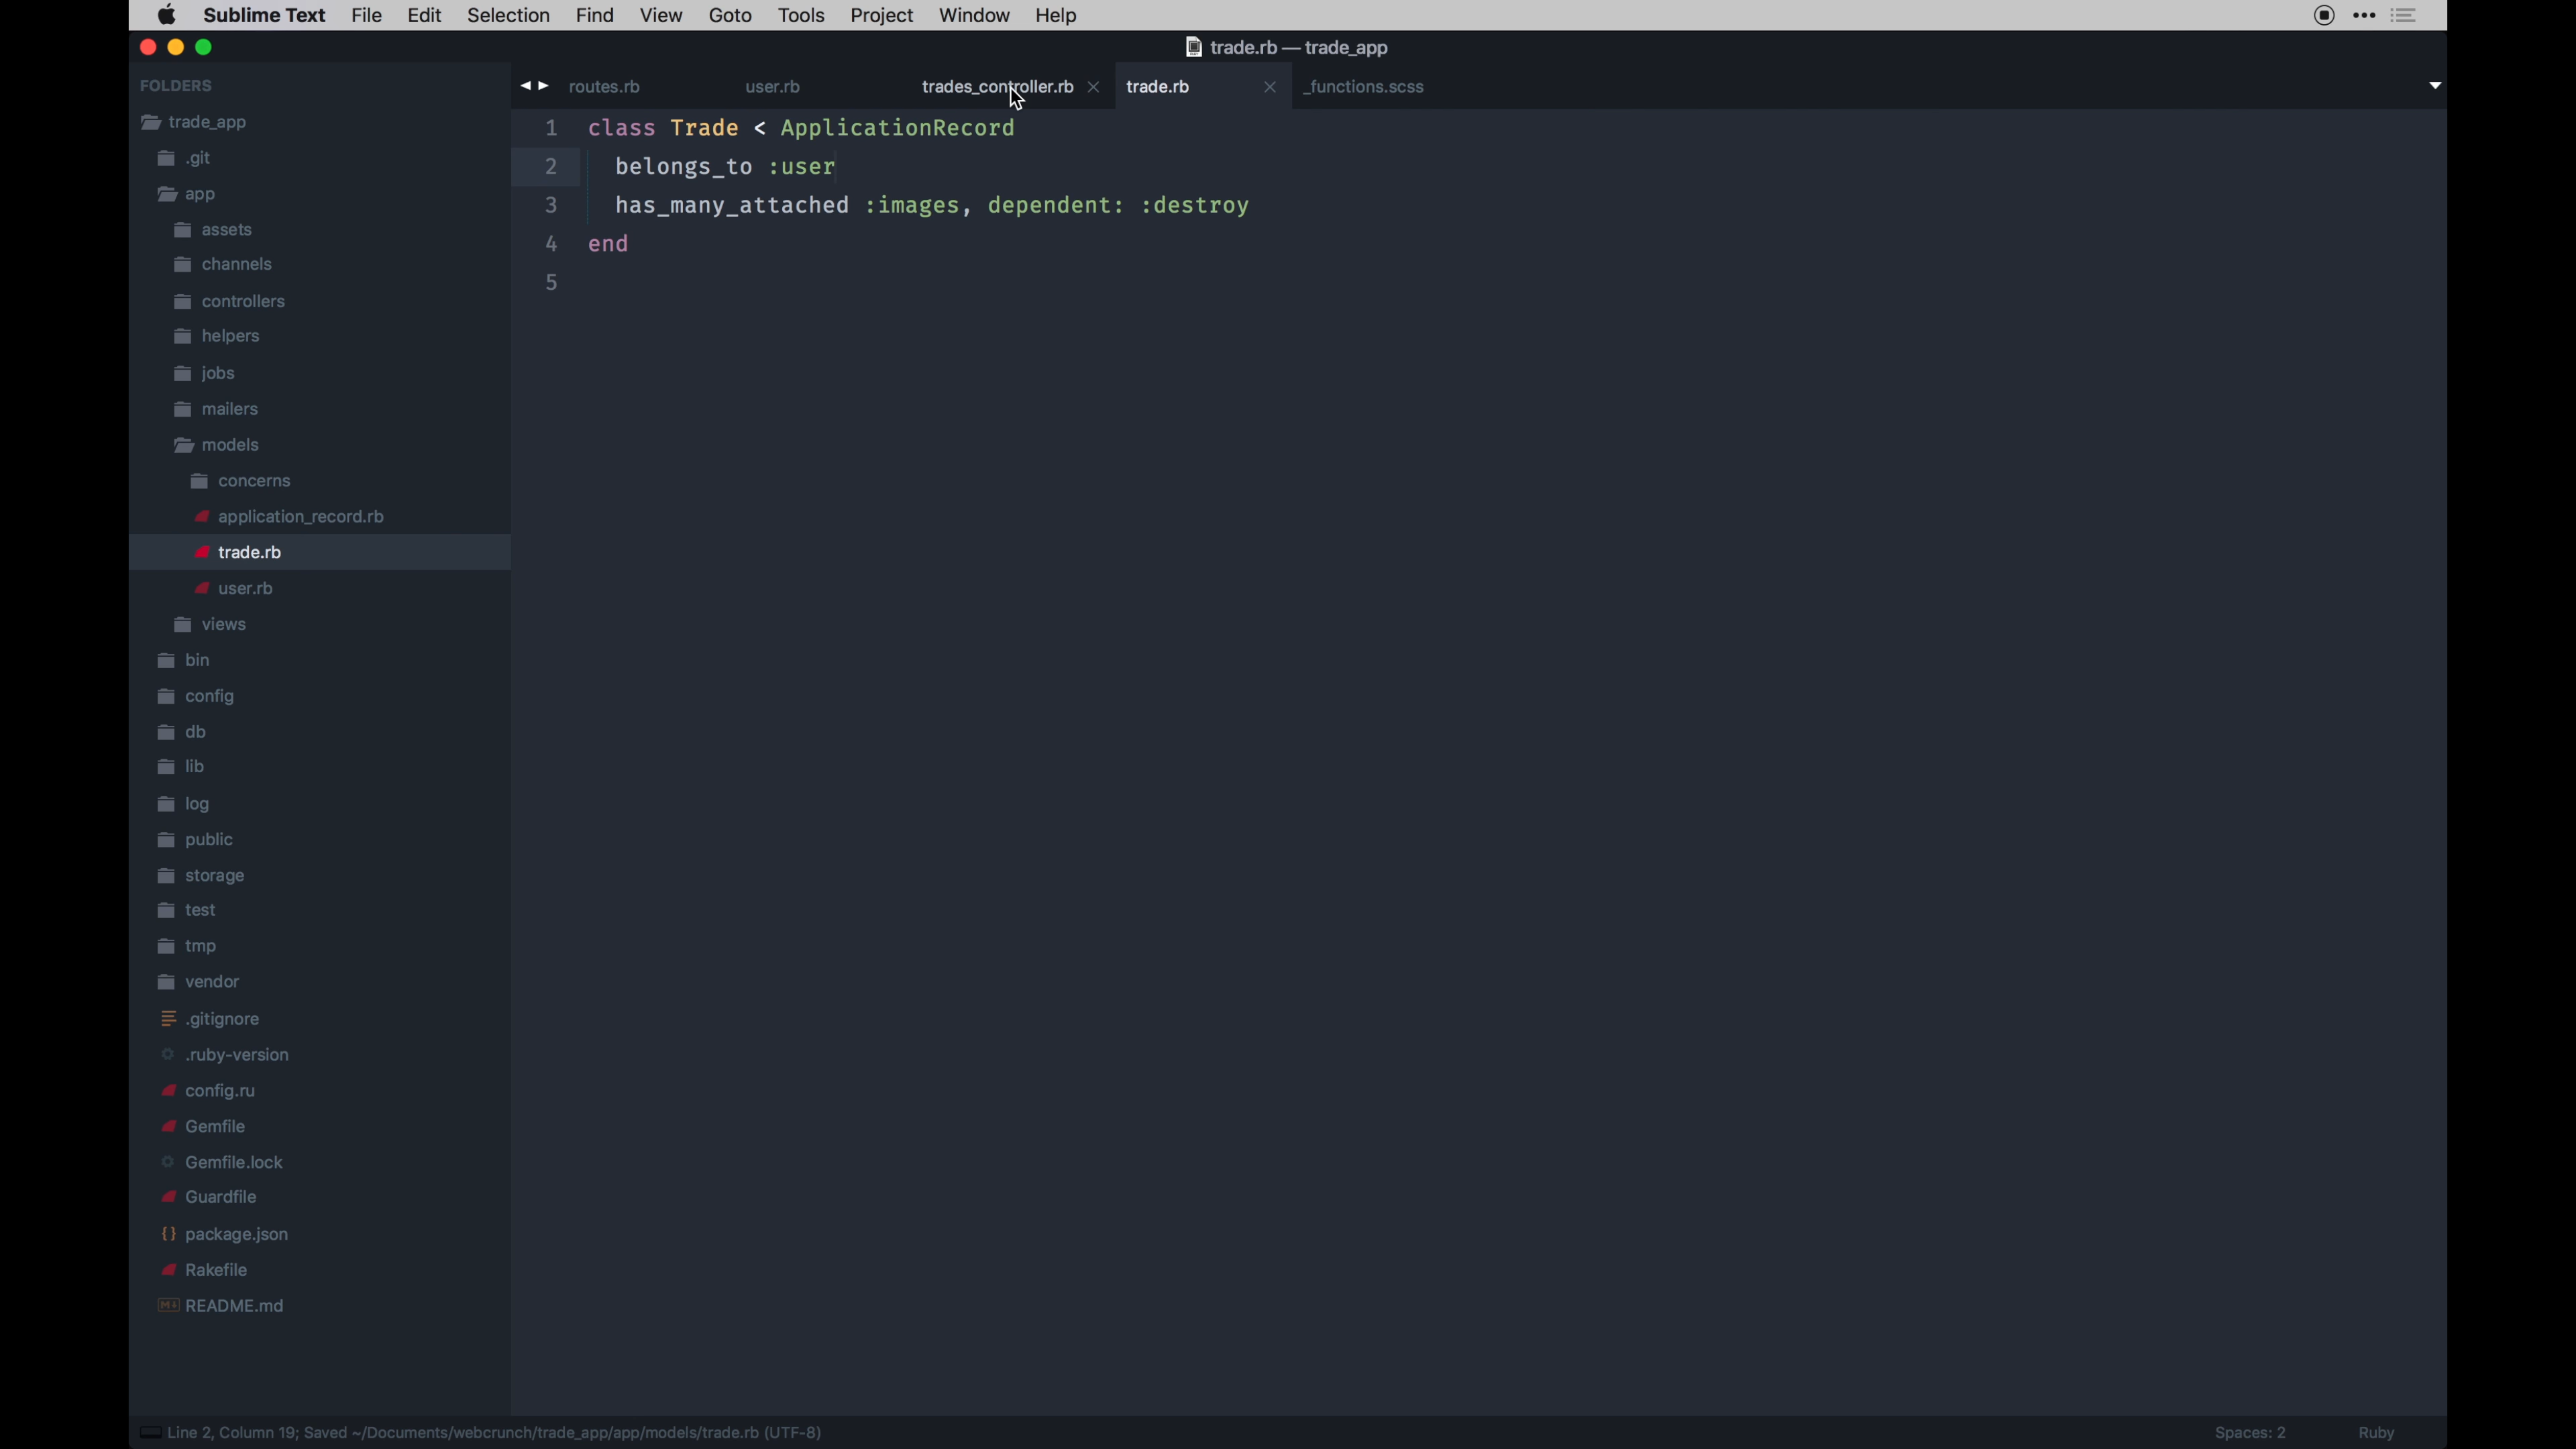 Sublime Text File Edit Selection Find View Goto Tools Project Window Help
trade.rb — trade_app
FOLDERS
trade_app
.git
app
assets
channels
controllers
helpers
jobs
mailers
models
concerns
application_record.rb
trade.rb
user.rb
views
bin
config
db
lib
log
public
storage
test
tmp
vendor
.gitignore
.ruby-version
config.ru
Gemfile
Gemfile.lock
Guardfile
package.json
Rakefile
README.md
routes.rb user.rb trades_controller.rb trade.rb _functions.scss
1 class Trade < ApplicationRecord
2 belongs_to :user
3 has_many_attached :images, dependent: :destroy
4 end
5
Line 2, Column 19; Saved ~/Documents/webcrunch/trade_app/app/models/trade.rb (UTF-8) Spaces: 2 Ruby